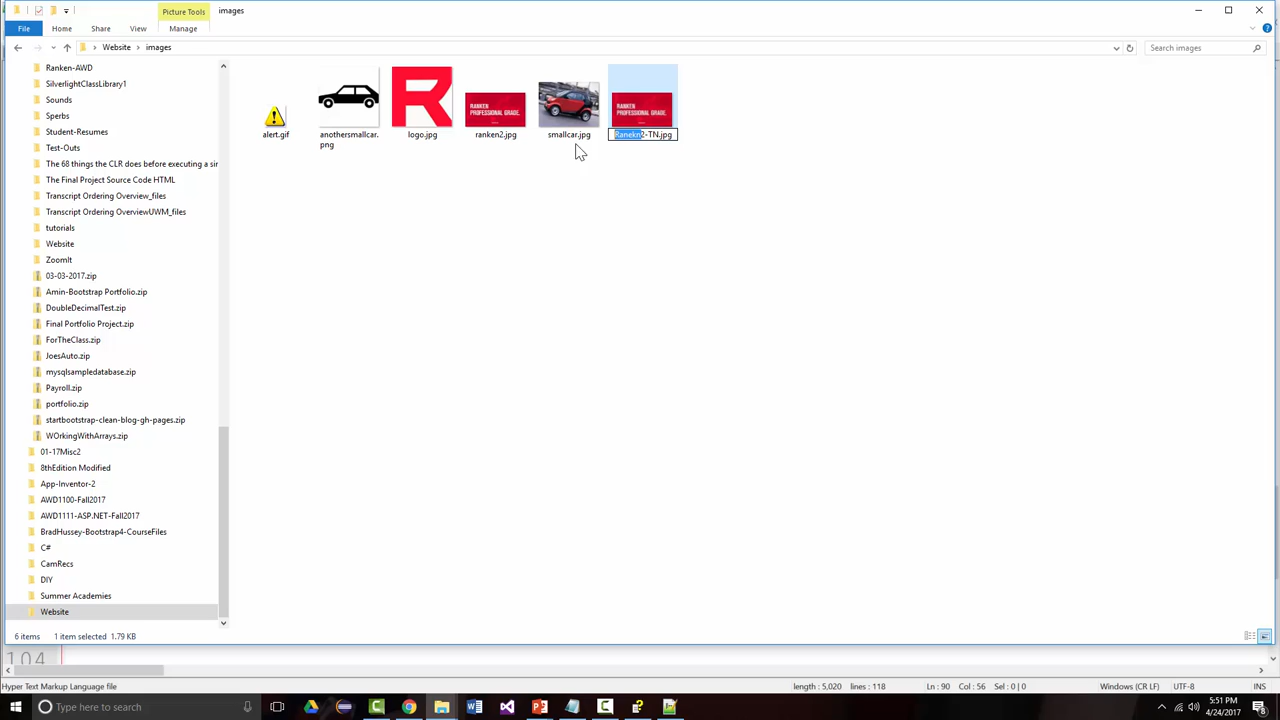 Picture Tools
images
File
Home
Share
View
Manage
Website
images
Search images
Ranken-AWD
SilverlightClassLibrary1
Sounds
Sperbs
Student-Resumes
Test-Outs
The 68 things the CLR does before executing a sir
The Final Project Source Code HTML
Transcript Ordering Overview_files
Transcript Ordering OverviewUWM_files
tutorials
Website
ZoomIt
03-03-2017.zip
Amin-Bootstrap Portfolio.zip
DoubleDecimalTest.zip
Final Portfolio Project.zip
ForTheClass.zip
JoesAuto.zip
mysqlsampledatabase.zip
Payroll.zip
portfolio.zip
startbootstrap-clean-blog-gh-pages.zip
WOrkingWithArrays.zip
01-17Misc2
8thEdition Modified
App-Inventor-2
AWD1100-Fall2017
AWD1111-ASP.NET-Fall2017
BradHussey-Bootstrap4-CourseFiles
C#
CamRecs
DIY
Summer Academies
Website
R
RANKEN
PROFESSIONAL GRADE.
RANKEN
PROFESSIONAL GRADE.
alert.gif
anothersmallcar.
png
logo.jpg
ranken2.jpg
smallcar.jpg
Ranekn2-TN.jpg
6 items
1 item selected 1.79 KB
104
Hyper Text Markup Language file
length : 5,020
lines : 118
Ln : 90
Col : 56
Sel : 0 | 0
Windows (CR LF)
UTF-8
INS
Type here to search
5:51 PM
4/24/2017